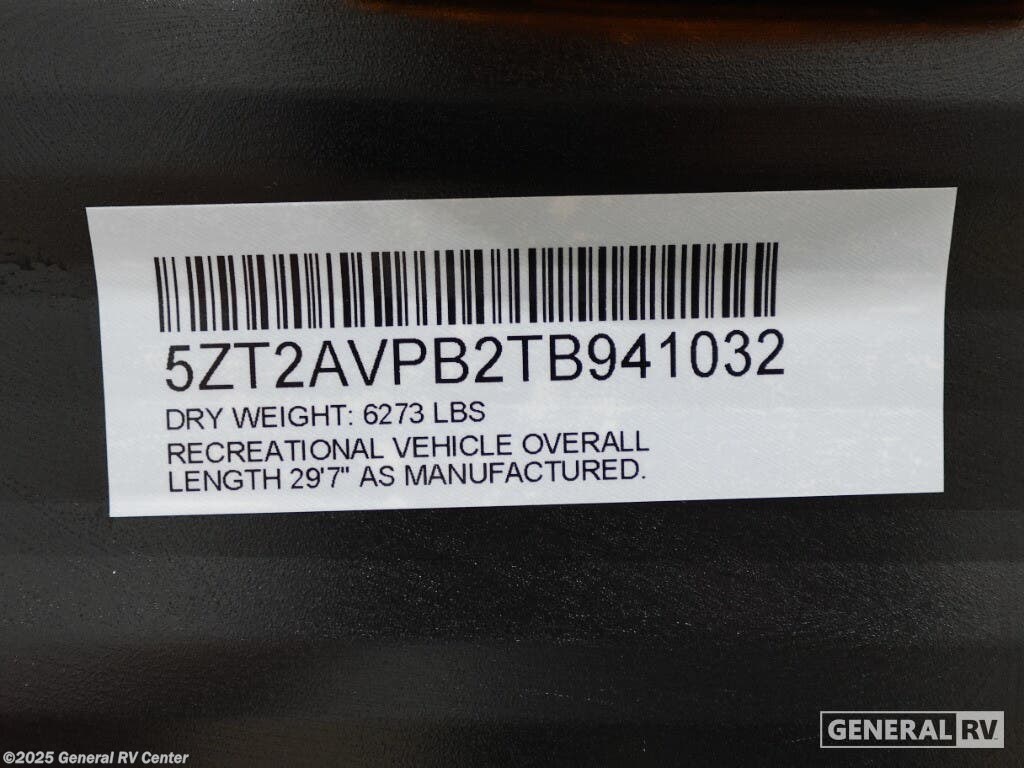 5ZT2AVPB2TB941032
DRY WEIGHT: 6273 LBS
RECREATIONAL VEHICLE OVERALL
LENGTH 29'7" AS MANUFACTURED.
GENERAL RV
©2025 General RV Center